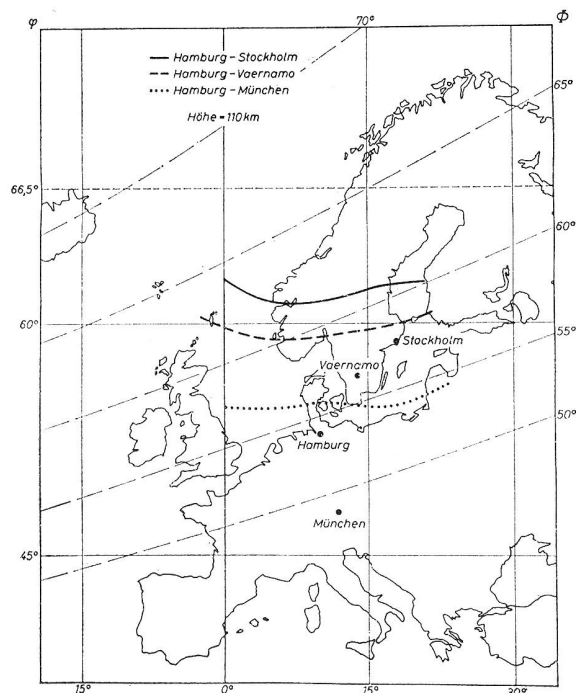 φ
70°
Φ
Hamburg – Stockholm
Hamburg – Vaernamo
Hamburg – München
Höhe = 110 km
65°
66,5°
60°
60°
55°
Stockholm
Vaernamo
50°
Hamburg
München
45°
15°
0°
15°
30°